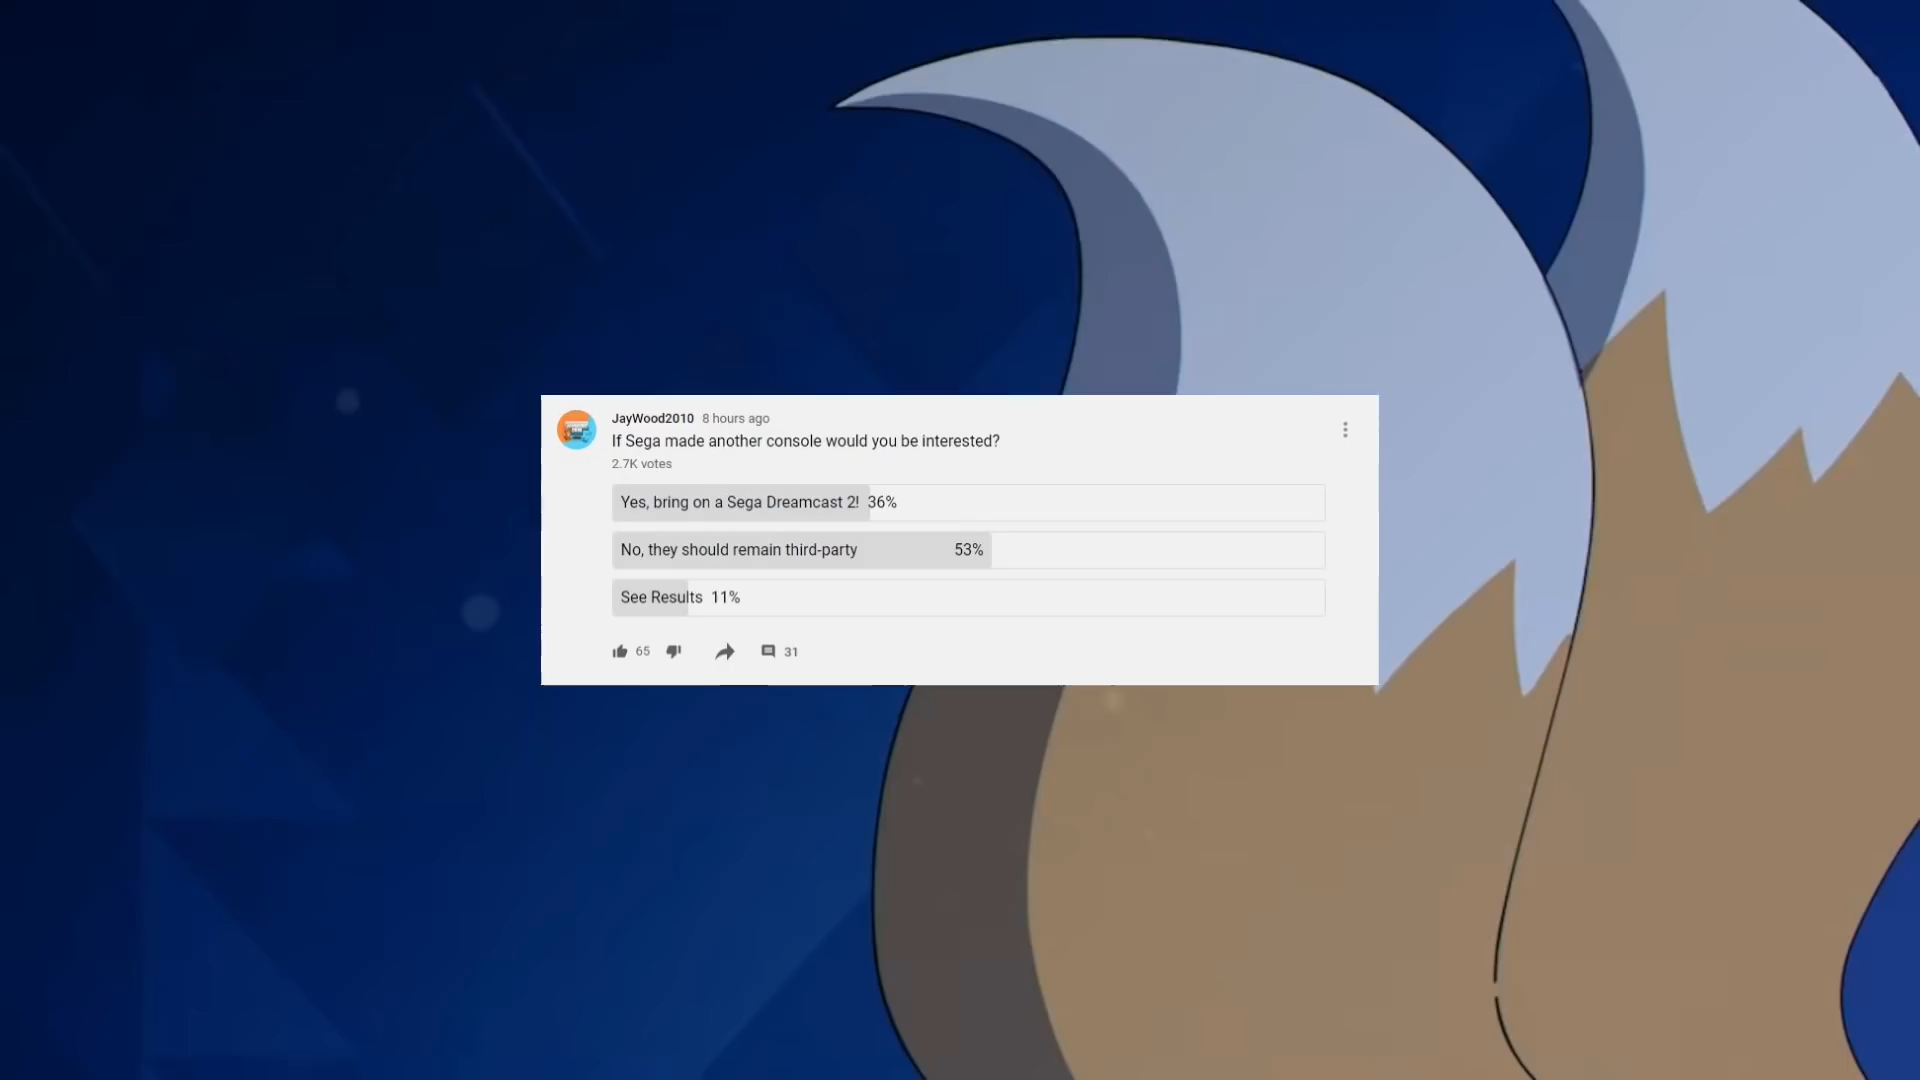 JayWood2010 8 hours ago
If Sega made another console would you be interested?
2.7K votes
Yes, bring on a Sega Dreamcast 2! 36%
No, they should remain third-party 53%
See Results 11%
65 31